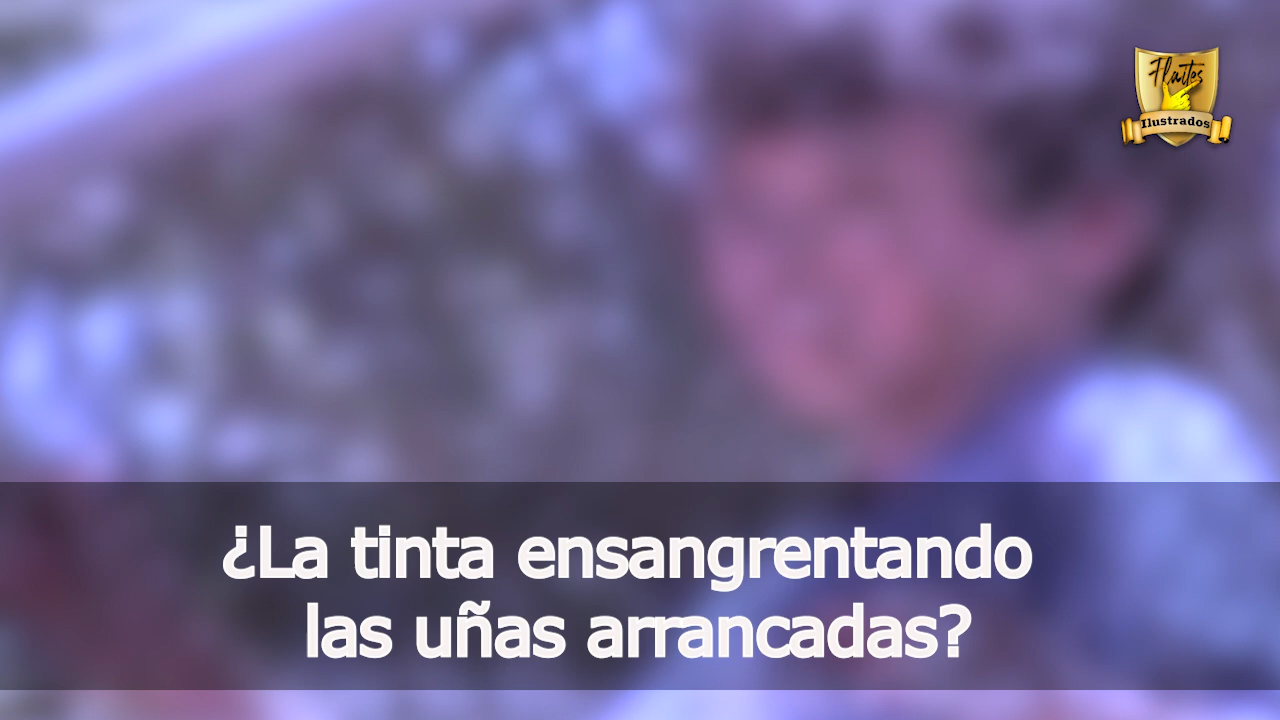 Flaites
Ilustrados
¿La tinta ensangrentando
las uñas arrancadas?